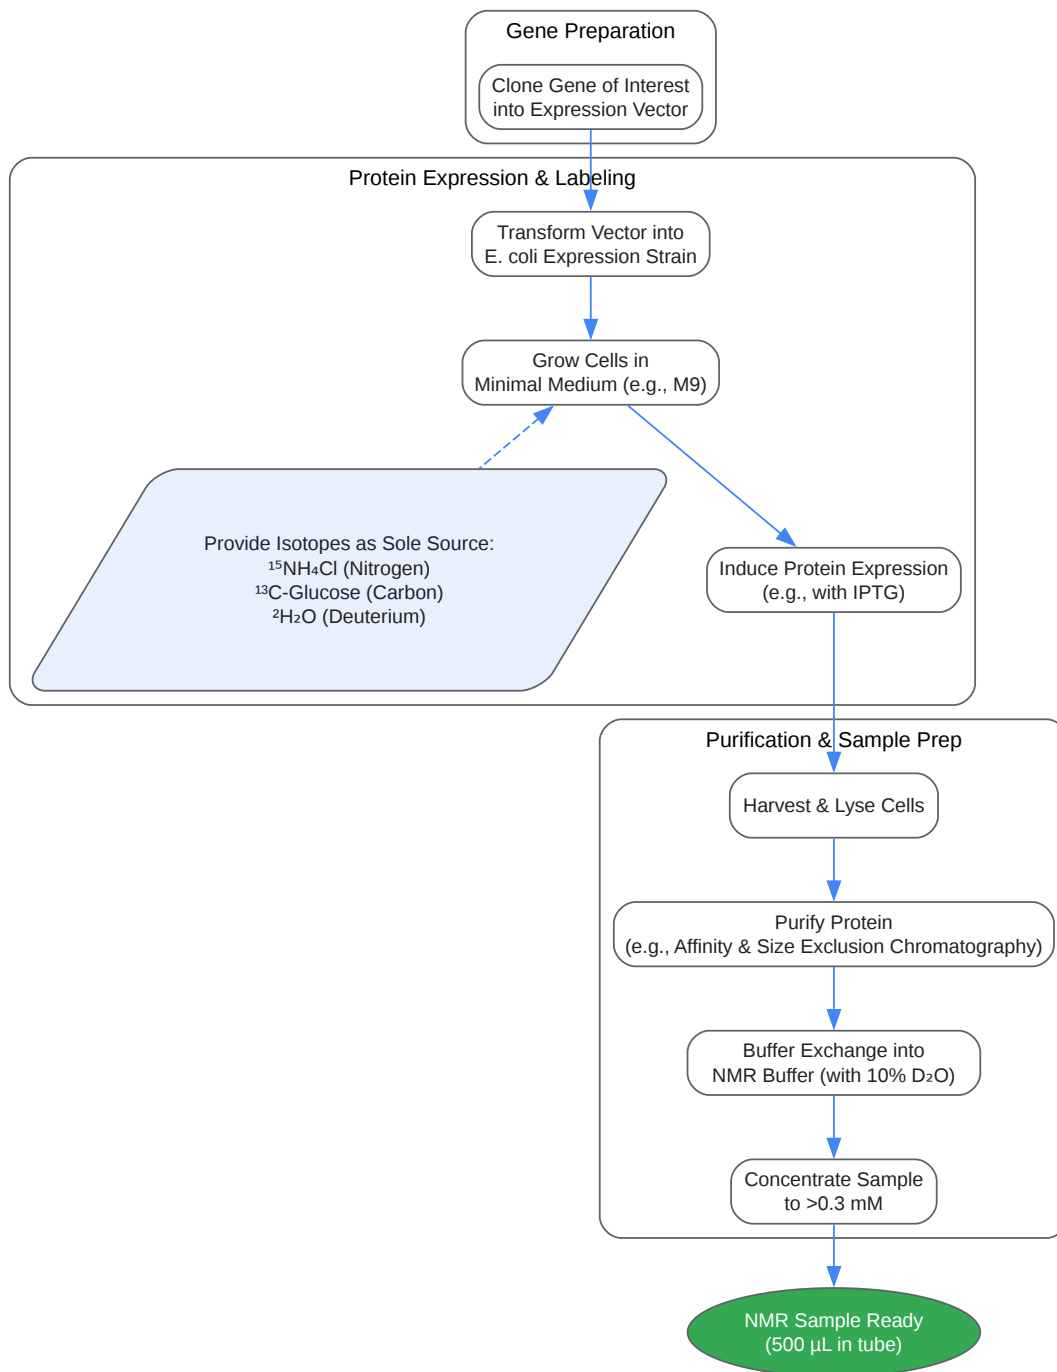 Gene Preparation
Clone Gene of Interest
into Expression Vector
Protein Expression & Labeling
Transform Vector into
E. coli Expression Strain
Grow Cells in
Minimal Medium (e.g., M9)
Provide Isotopes as Sole Source:
¹⁵NH₄Cl (Nitrogen)
¹³C-Glucose (Carbon)
²H₂O (Deuterium)
Induce Protein Expression
(e.g., with IPTG)
Purification & Sample Prep
Harvest & Lyse Cells
Purify Protein
(e.g., Affinity & Size Exclusion Chromatography)
Buffer Exchange into
NMR Buffer (with 10% D₂O)
Concentrate Sample
to >0.3 mM
NMR Sample Ready
(500 µL in tube)